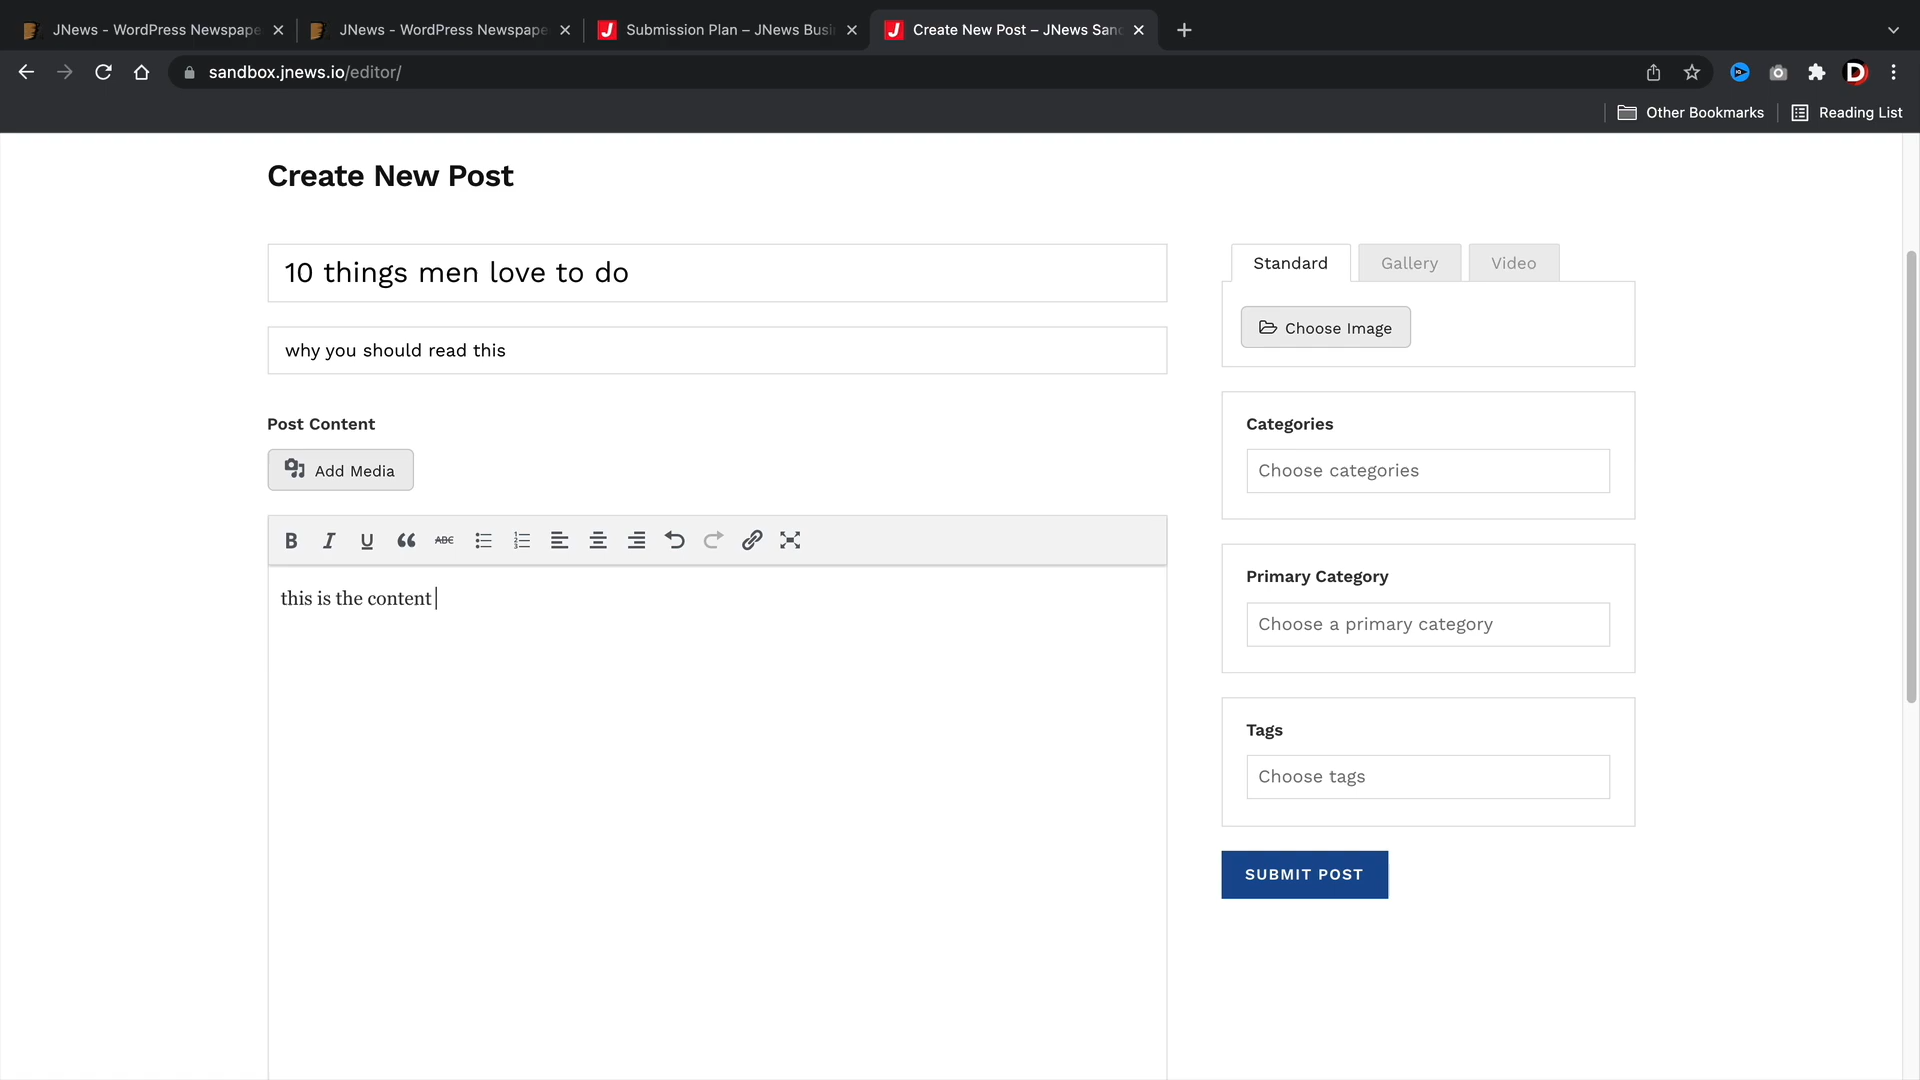 JNews - WordPress Newspape
JNews - WordPress Newspape
Submission Plan – JNews Busi
Create New Post – JNews Sand
sandbox.jnews.io/editor/
Other Bookmarks
Reading List
Create New Post
10 things men love to do
why you should read this
Post Content
Add Media
B I U ABC
this is the content
Standard
Gallery
Video
Choose Image
Categories
Choose categories
Primary Category
Choose a primary category
Tags
Choose tags
SUBMIT POST